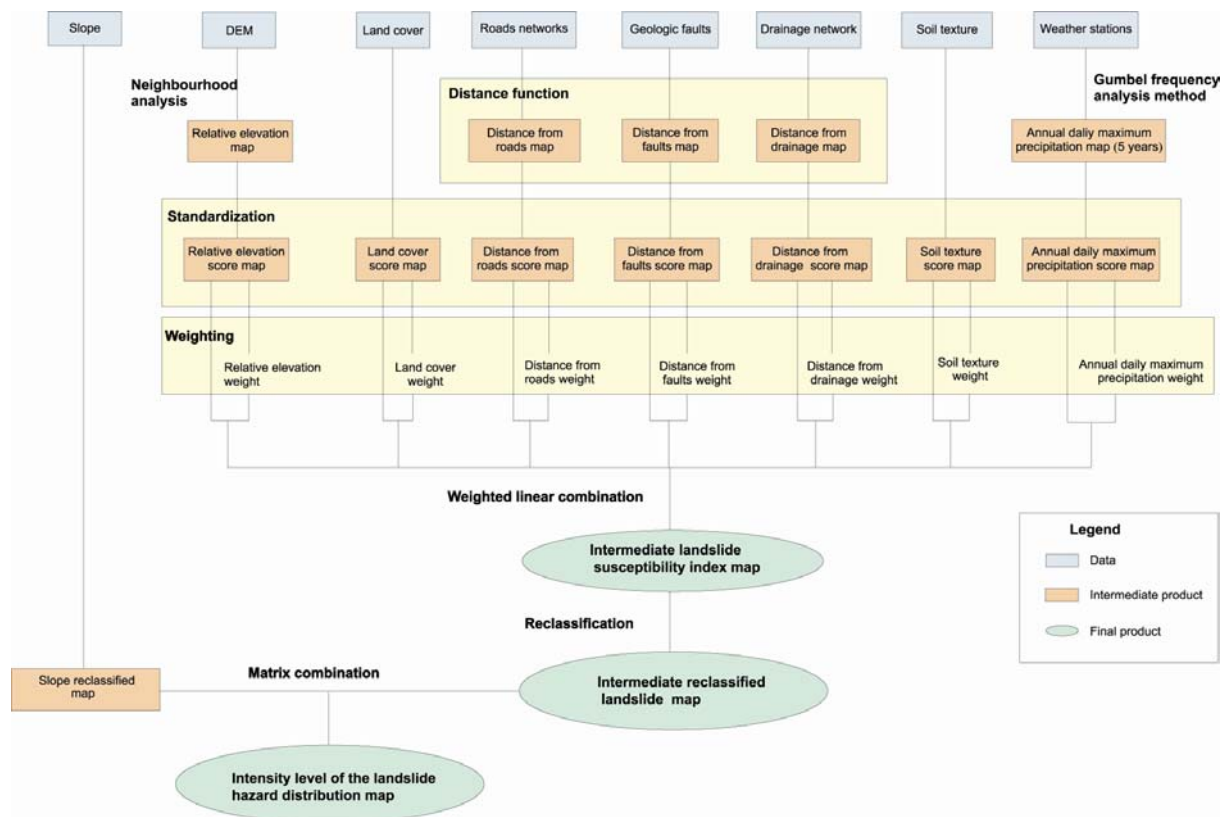 Slope
DEM
Land cover
Roads networks
Geologic faults
Drainage network
Soil texture
Weather stations
Neighbourhood
analysis
Distance function
Gumbel frequency
analysis method
Relative elevation
map
Distance from
roads map
Distance from
faults map
Distance from
drainage map
Annual daliy maximum
precipitation map (5 years)
Standardization
Relative elevation
score map
Land cover
score map
Distance from
roads score map
Distance from
faults score map
Distance from
drainage score map
Soil texture
score map
Annual daily maximum
precipitation score map
Weighting
Relative elevation
weight
Land cover
weight
Distance from
roads weight
Distance from
faults weight
Distance from
drainage weight
Soil texture
weight
Annual daily maximum
precipitation weight
Weighted linear combination
Intermediate landslide
susceptibility index map
Legend
Data
Intermediate product
Final product
Reclassification
Slope reclassified
map
Matrix combination
Intermediate reclassified
landslide map
Intensity level of the landslide
hazard distribution map